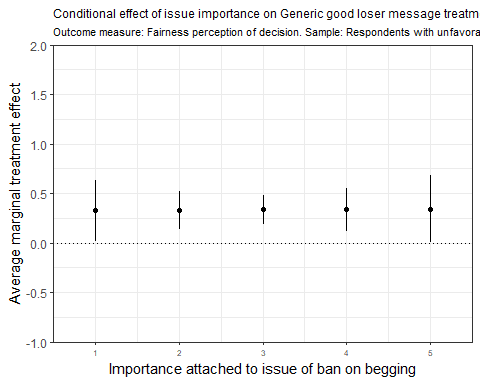 Conditional effect of issue importance on Generic good loser message
Outcome measure: Fairness perception of decision. Sample: Respondents with
2.0
1.5
1.0
0.5
0.0
-0.5
-1.0
Average marginal treatment effect
1 2 3 4 5
Importance attached to issue of ban on begging